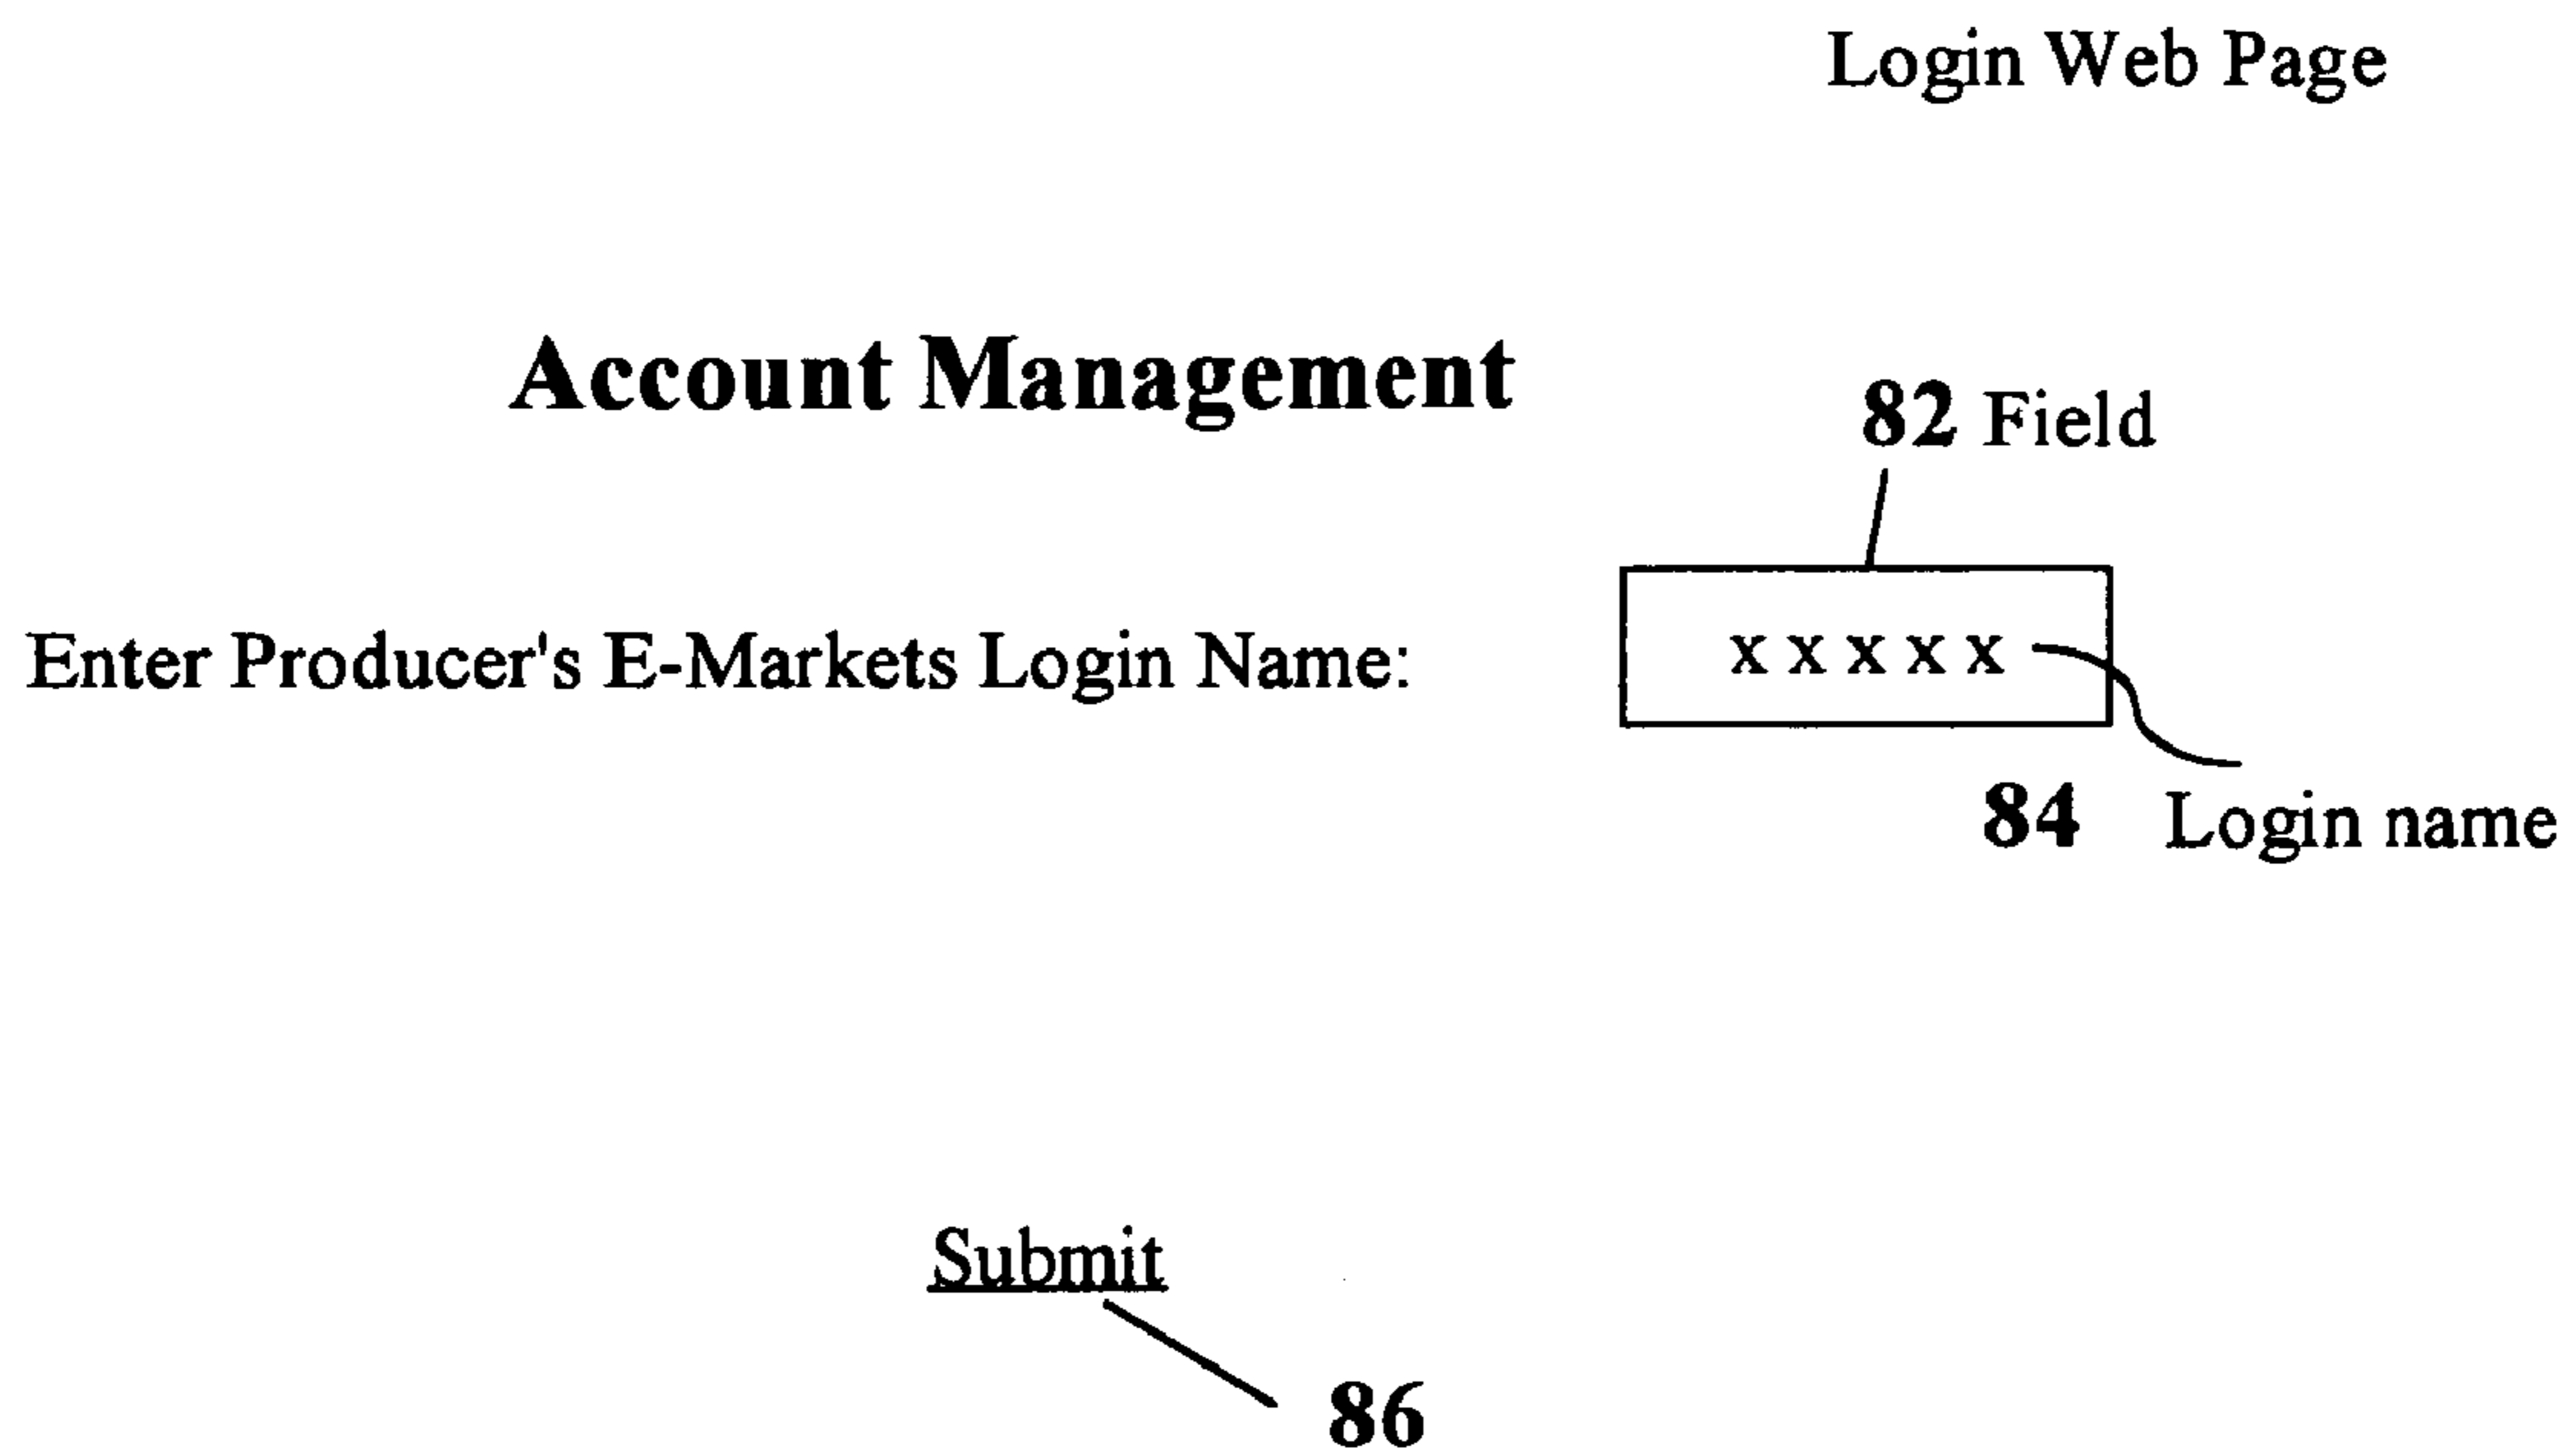 Login Web Page
Account Management
82 Field
Enter Producer's E-Markets Login Name:
x x x x x
84 Login name
Submit
86